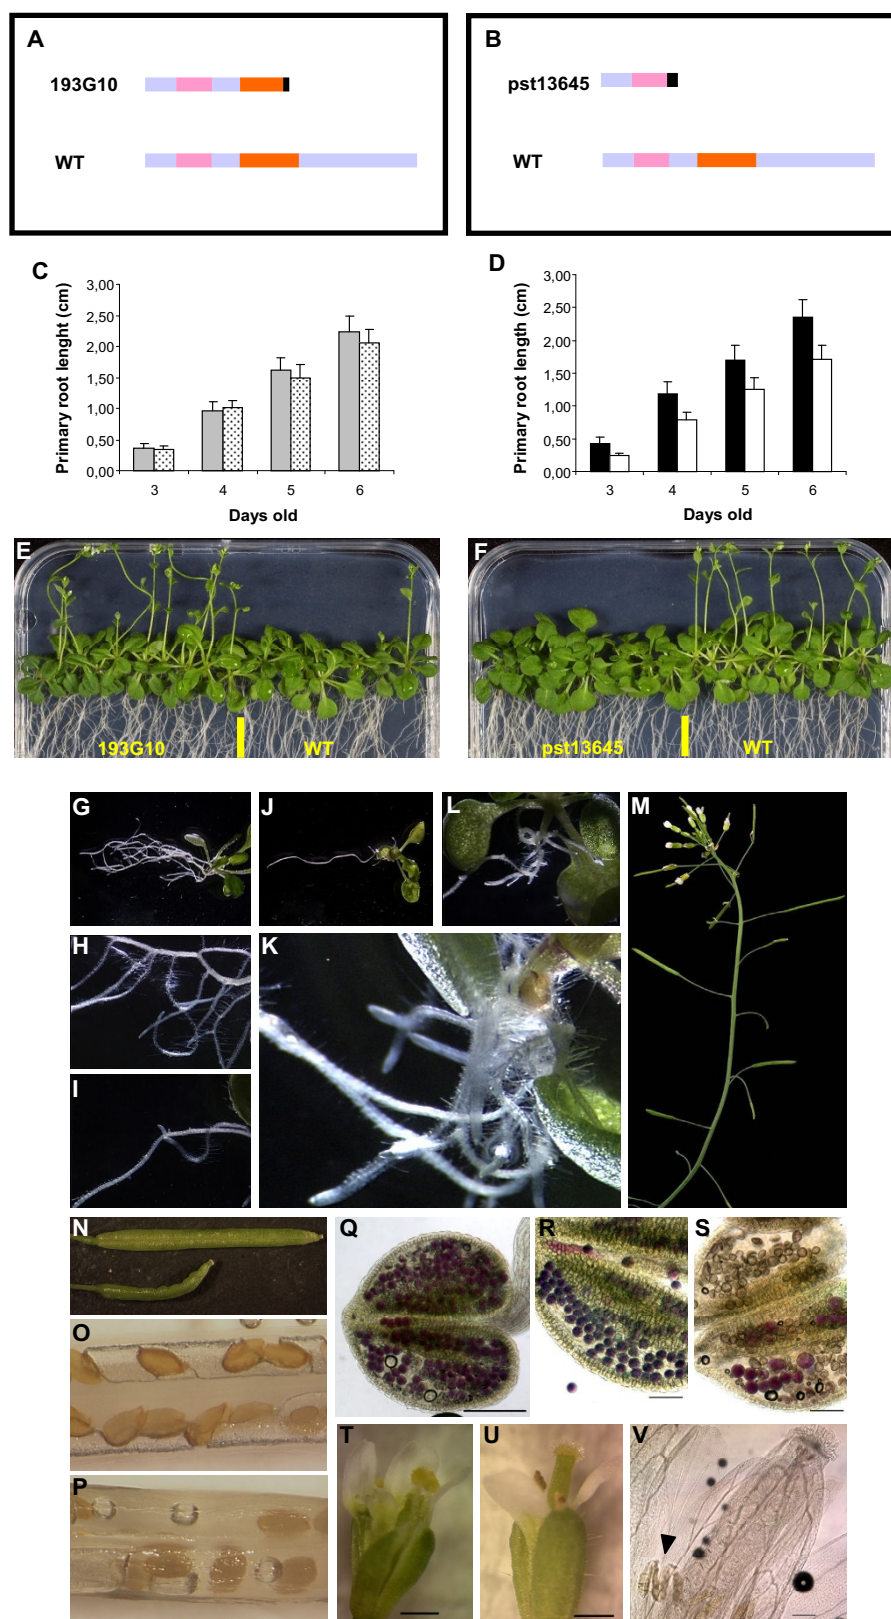 A
193G10
WT
B
pst13645
WT
C
Primary root lenght (cm)
3,00
2,50
2,00
1,50
1,00
0,50
0,00
3 4 5 6
Days old
D
Primary root length (cm)
3,00
2,50
2,00
1,50
1,00
0,50
0,00
3 4 5 6
Days old
E
193G10 WT
F
pst13645 WT
G
J
L
M
H
K
I
N
Q
R
S
O
T
U
V
P